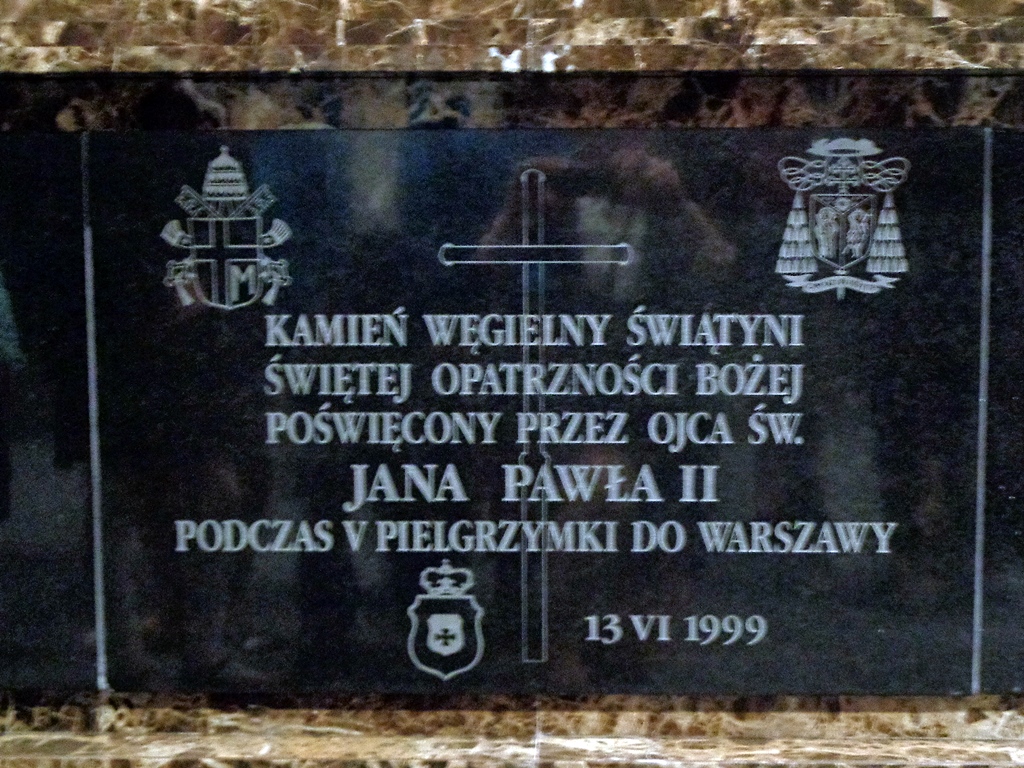 KAMIEŃ WĘGIELNY ŚWIĄTYNI
ŚWIĘTEJ OPATRZNOŚCI BOŻEJ
POŚWIĘCONY PRZEZ OJCA ŚW.
JANA PAWŁA II
PODCZAS V PIELGRZYMKI DO WARSZAWY
13 VI 1999